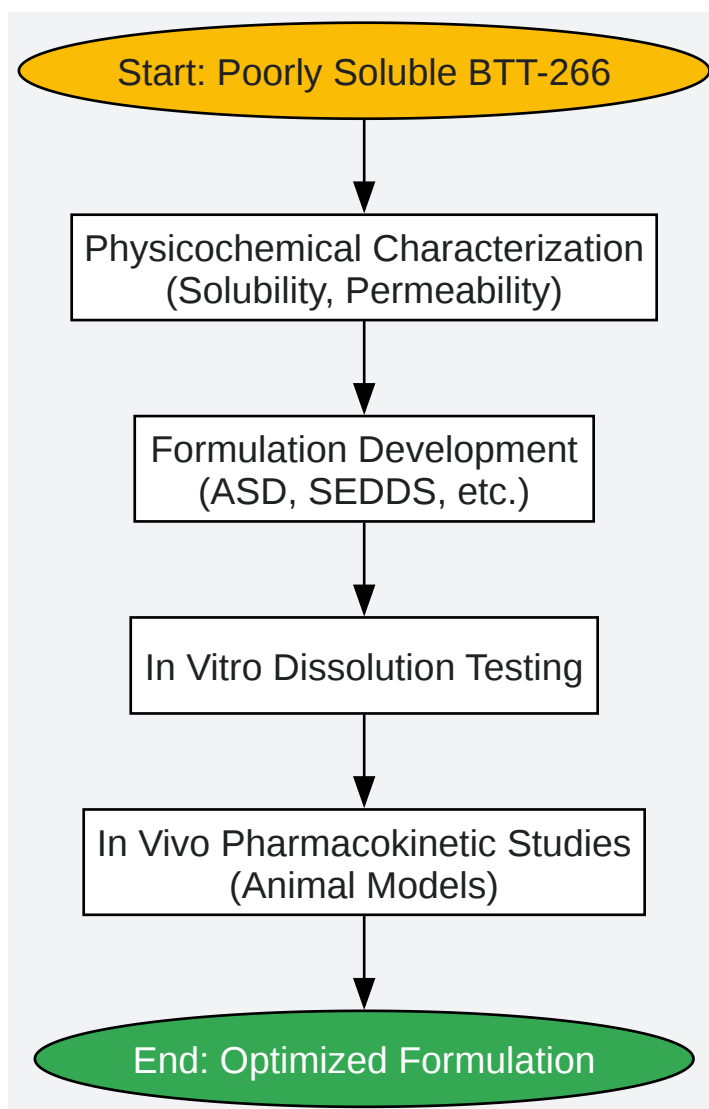 Start: Poorly Soluble BTT-266
Physicochemical Characterization
(Solubility, Permeability)
Formulation Development
(ASD, SEDDS, etc.)
In Vitro Dissolution Testing
In Vivo Pharmacokinetic Studies
(Animal Models)
End: Optimized Formulation